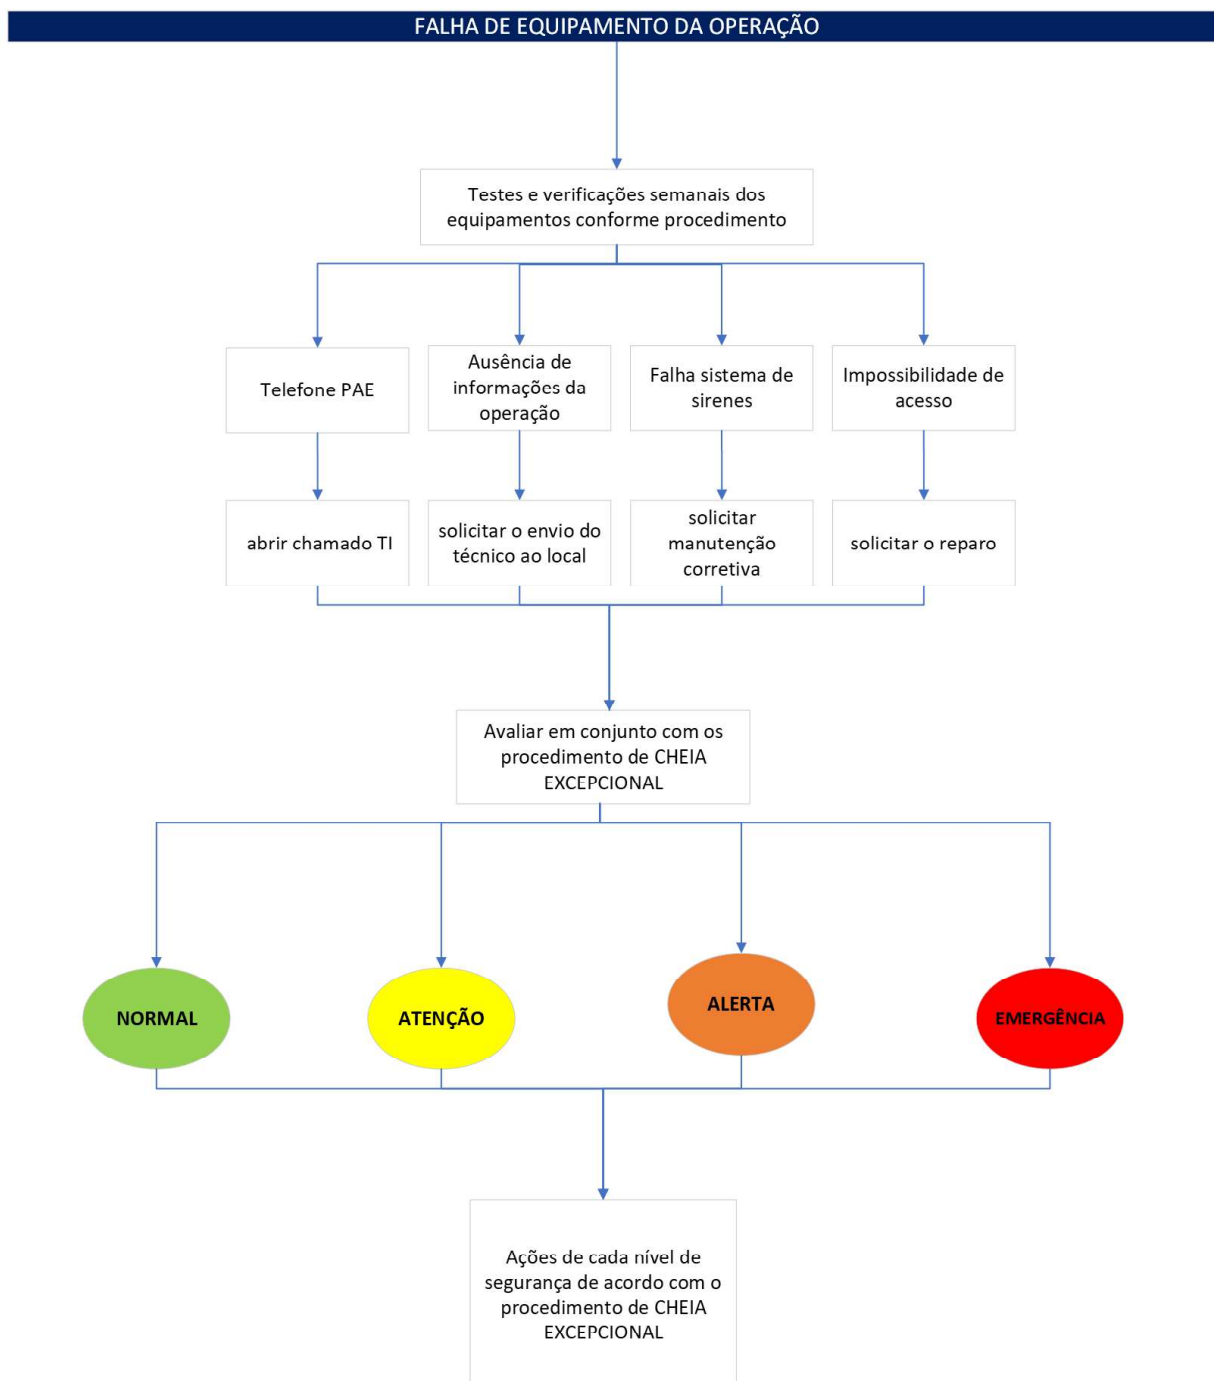 FALHA DE EQUIPAMENTO DA OPERAÇÃO
Testes e verificações semanais dos
equipamentos conforme procedimento
Telefone PAE
Ausência de
informações da
operação
Falha sistema de
sirenes
Impossibilidade de
acesso
abrir chamado TI
solicitar o envio do
técnico ao local
solicitar
manutenção
corretiva
solicitar o reparo
Avaliar em conjunto com os
procedimento de CHEIA
EXCEPCIONAL
NORMAL
ATENÇÃO
ALERTA
EMERGÊNCIA
Ações de cada nível de
segurança de acordo com o
procedimento de CHEIA
EXCEPCIONAL